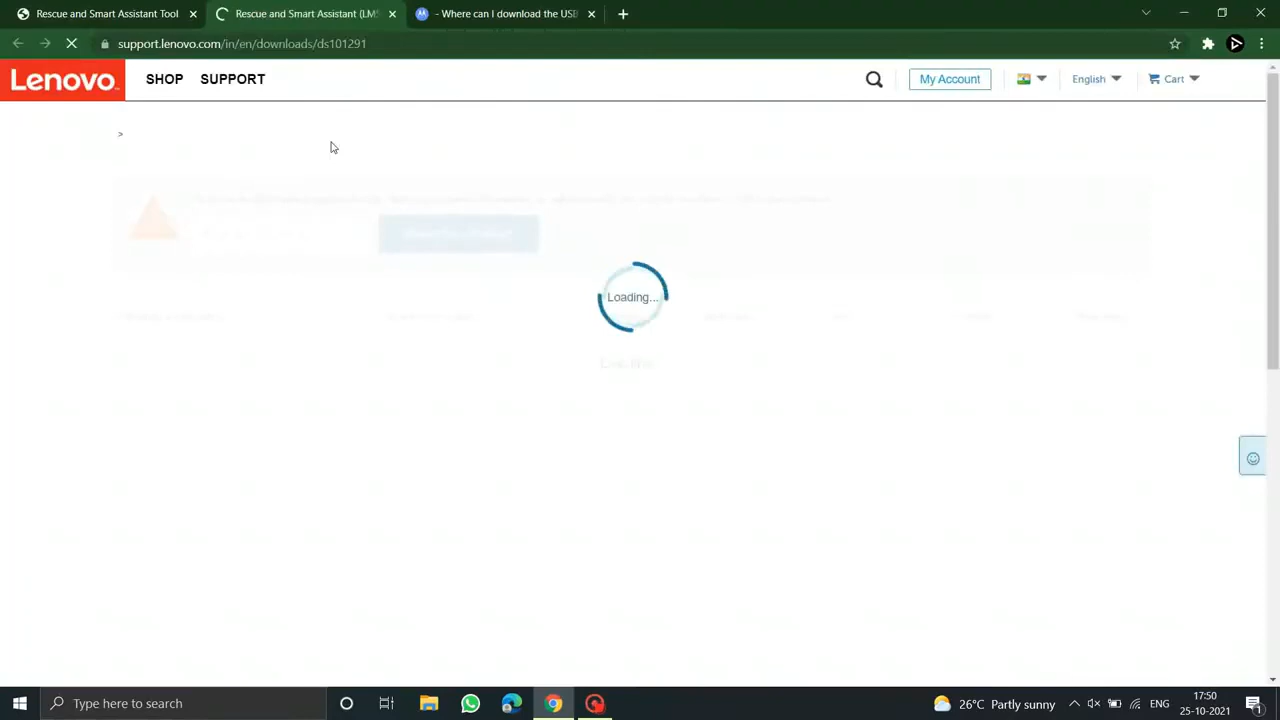 Rescue and Smart Assistant Tool
Rescue and Smart Assistant (LMS
- Where can I download the USB
support.lenovo.com/in/en/downloads/ds101291
Lenovo
SHOP
SUPPORT
My Account
English
Cart
>
Loading...
Type here to search
26°C Partly sunny
ENG
17:50
25-10-2021
1